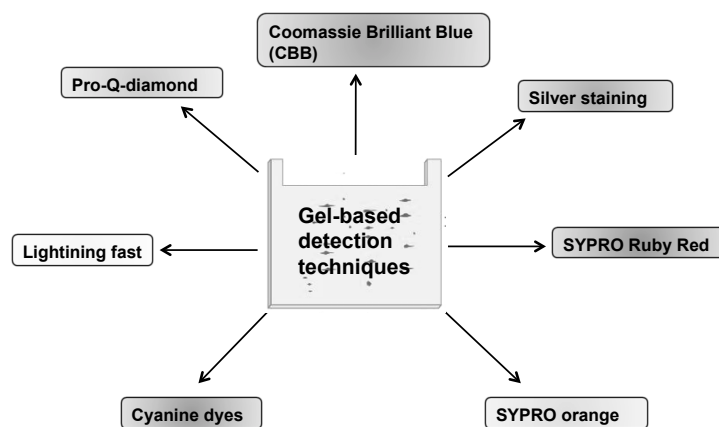 Coomassie Brilliant Blue
(CBB)
Pro-Q-diamond
Silver staining
Gel-based
detection
techniques
Lightining fast
SYPRO Ruby Red
Cyanine dyes
SYPRO orange